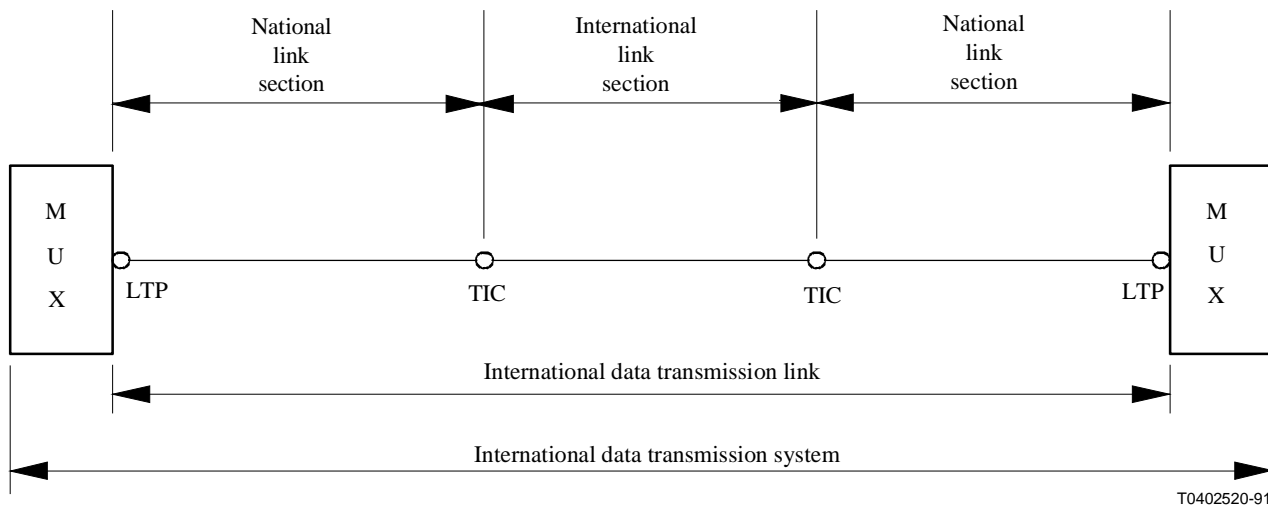 National
link
section
International
link
section
National
link
section
M
U
X
LTP
TIC
TIC
LTP
M
U
X
International data transmission link
International data transmission system
T0402520-91